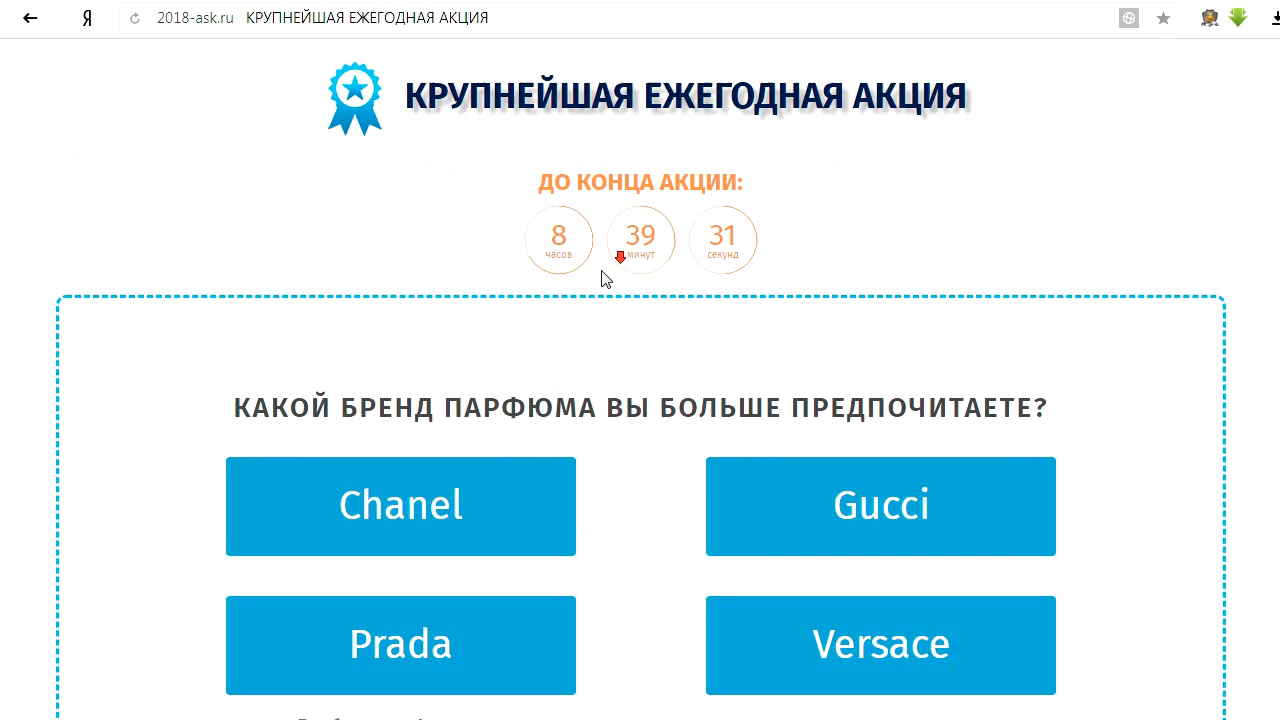 Я 2018-ask.ru КРУПНЕЙШАЯ ЕЖЕГОДНАЯ АКЦИЯ
КРУПНЕЙШАЯ ЕЖЕГОДНАЯ АКЦИЯ
ДО КОНЦА АКЦИИ:
8 39 31
часов минут секунд
КАКОЙ БРЕНД ПАРФЮМА ВЫ БОЛЬШЕ ПРЕДПОЧИТАЕТЕ?
Chanel Gucci
Prada Versace